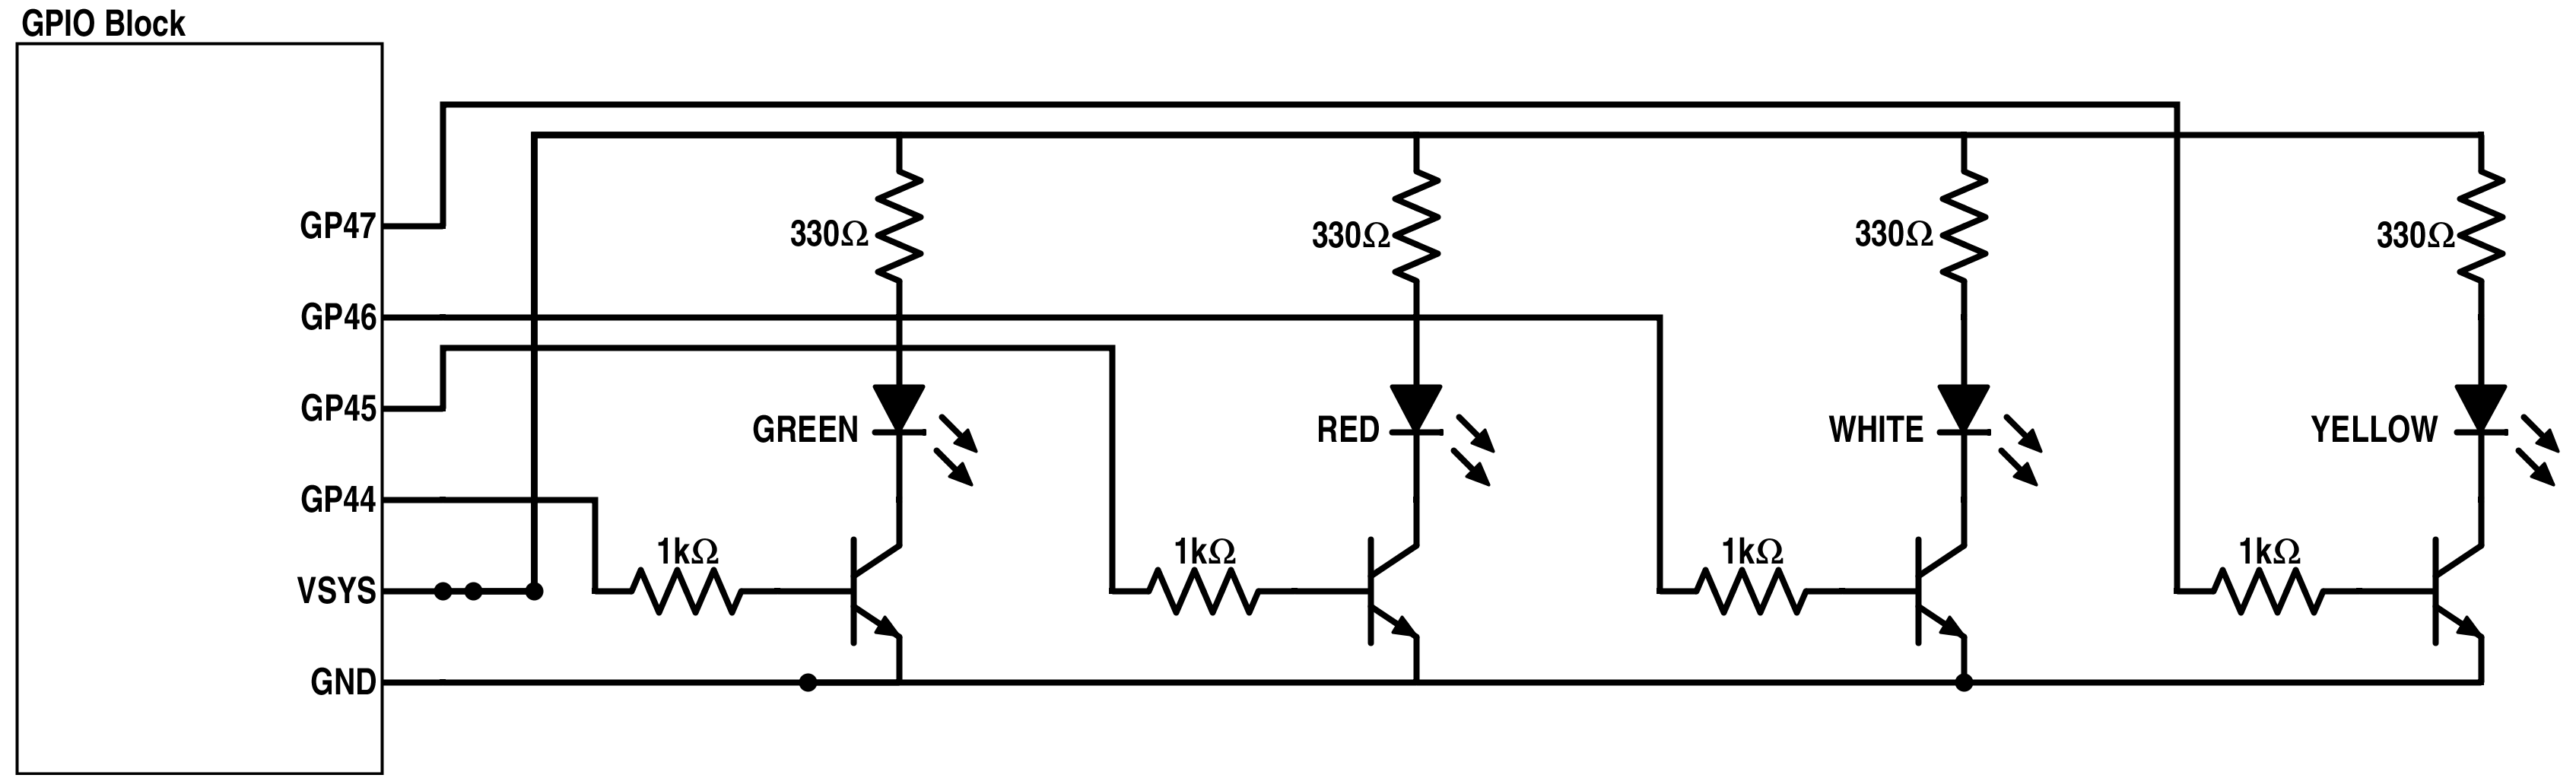 GPIO Block
GP47
330Ω
330Ω
330Ω
330Ω
GP46
GP45
GREEN
RED
WHITE
YELLOW
GP44
1kΩ
1kΩ
1kΩ
1kΩ
VSYS
GND